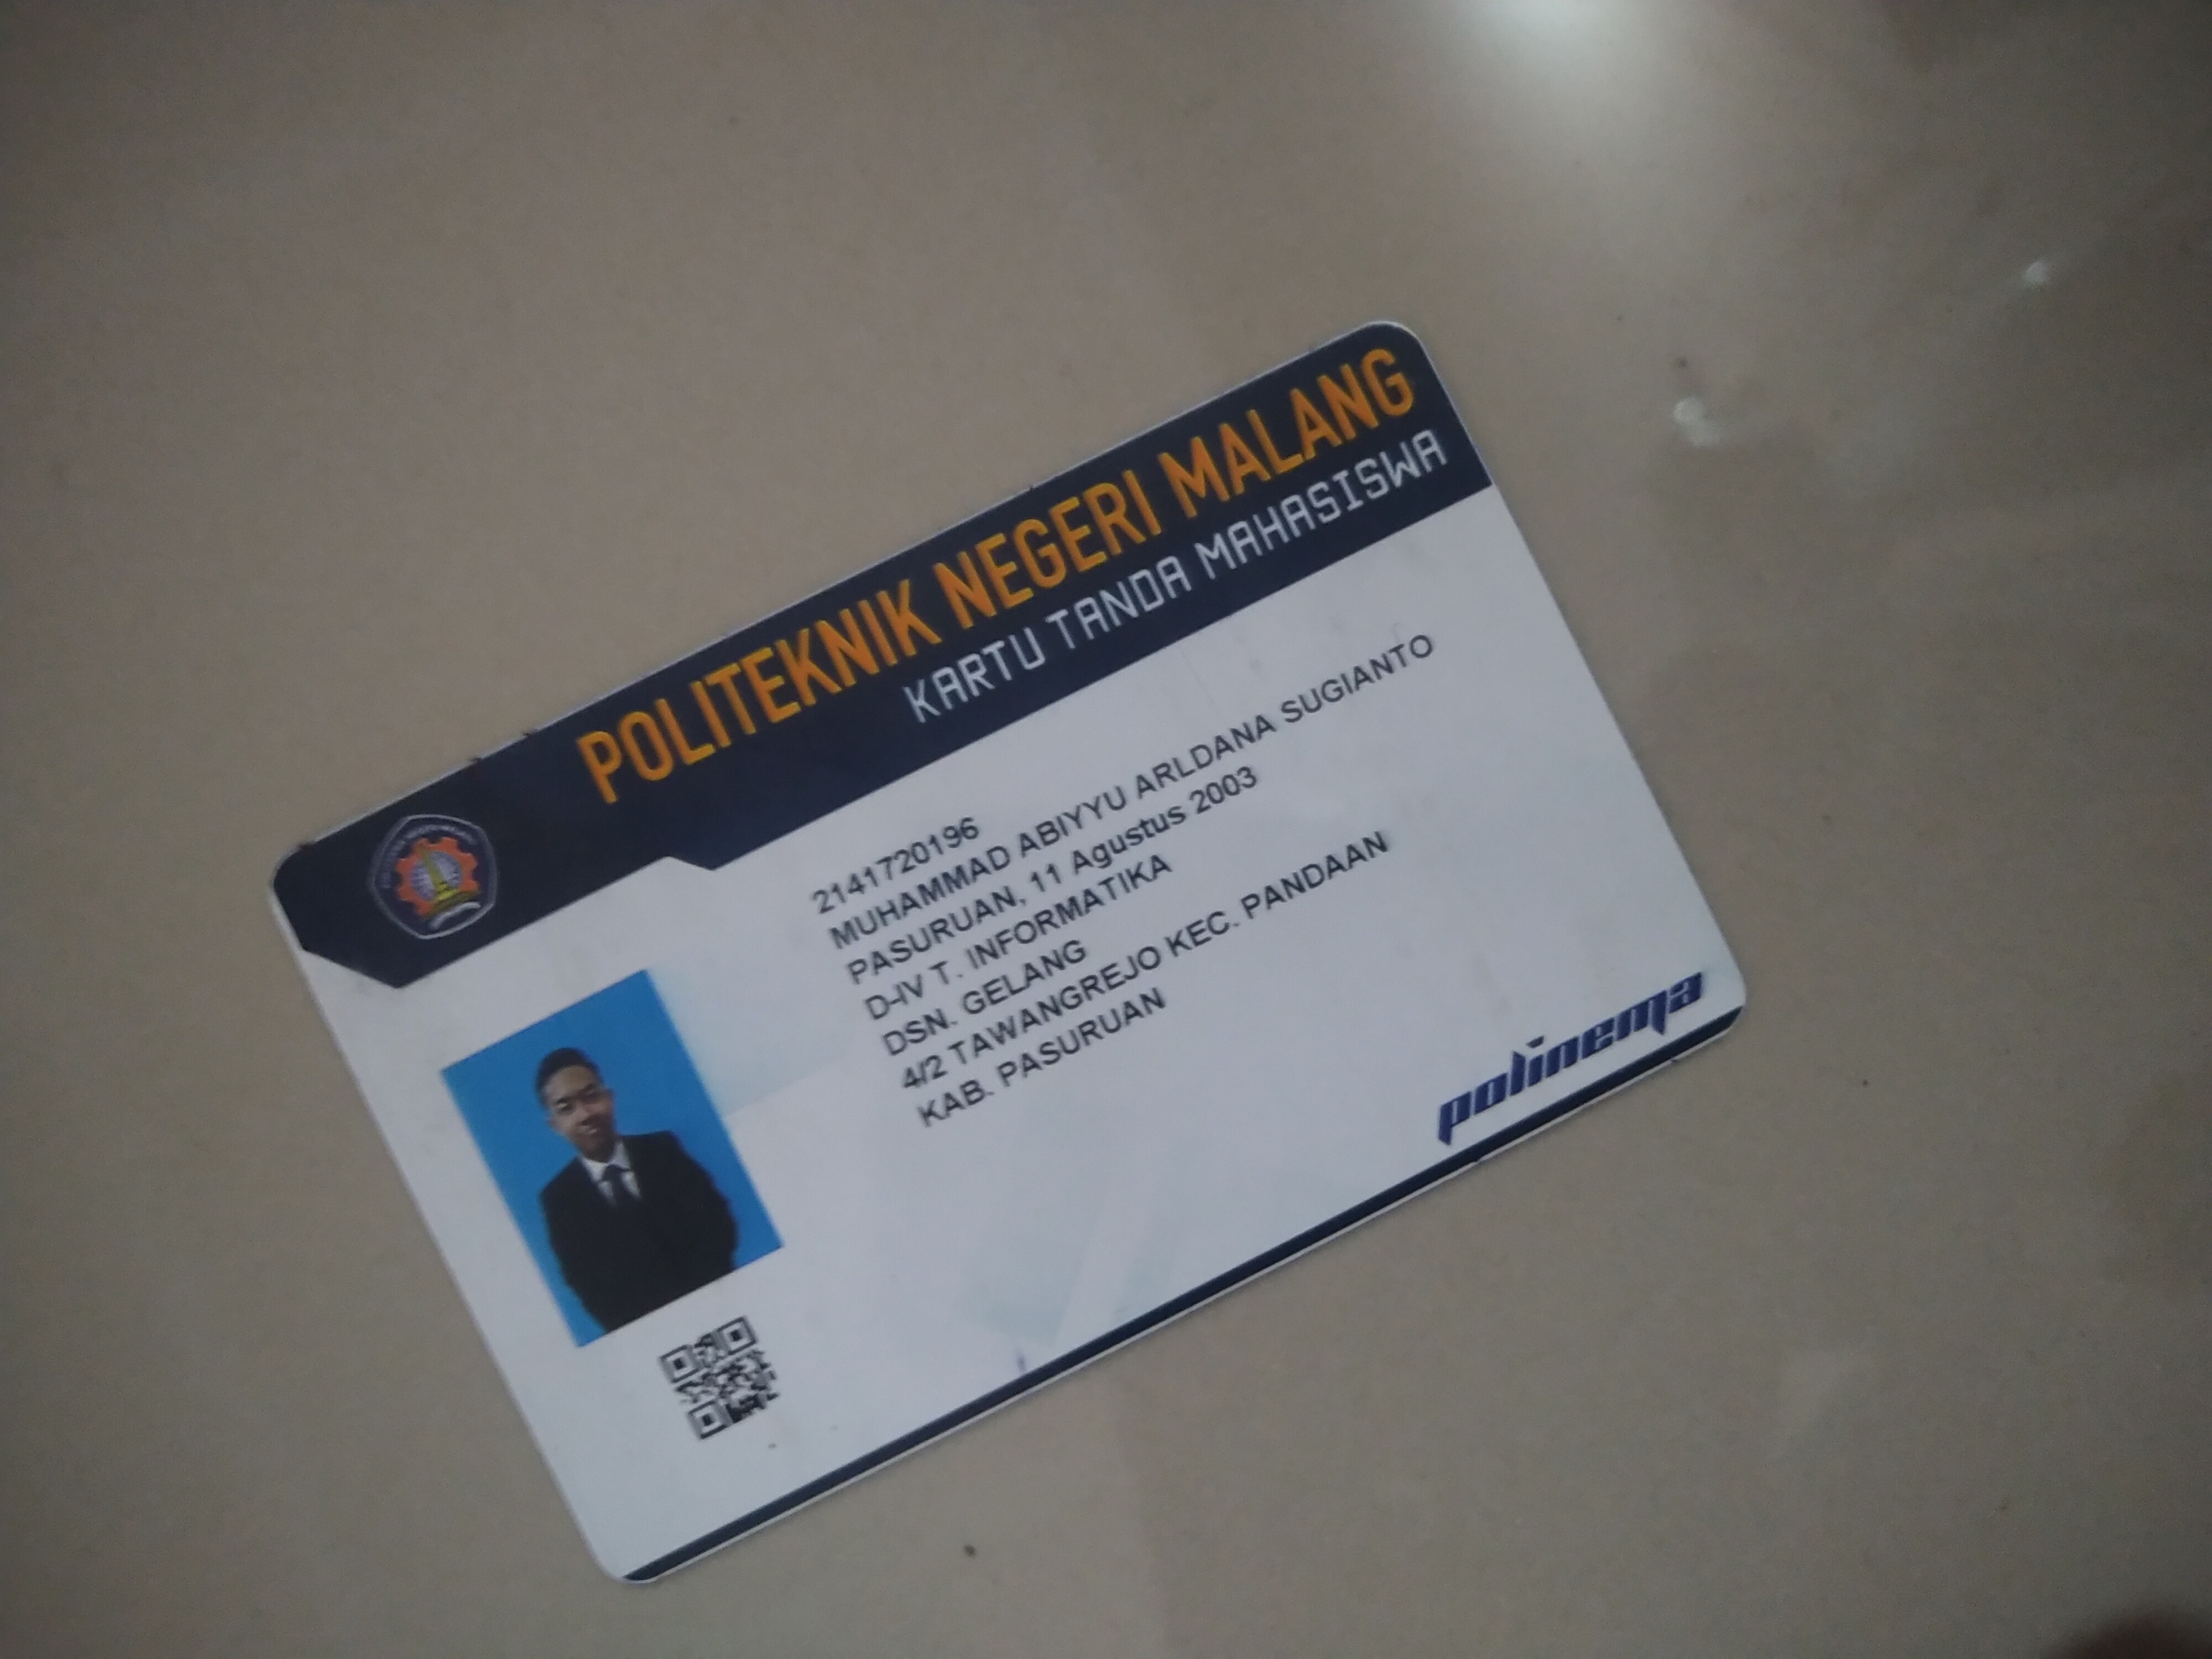 POLITEKNIK NEGERI MALANG
KARTU TANDA MAHASISWA
2141720196
MUHAMMAD ABIYYU ARLDANA SUGIANTO
PASURUAN, 11 Agustus 2003
D-IV T. INFORMATIKA
DSN. GELANG
4/2 TAWANGREJO KEC. PANDAAN
KAB. PASURUAN
polinema